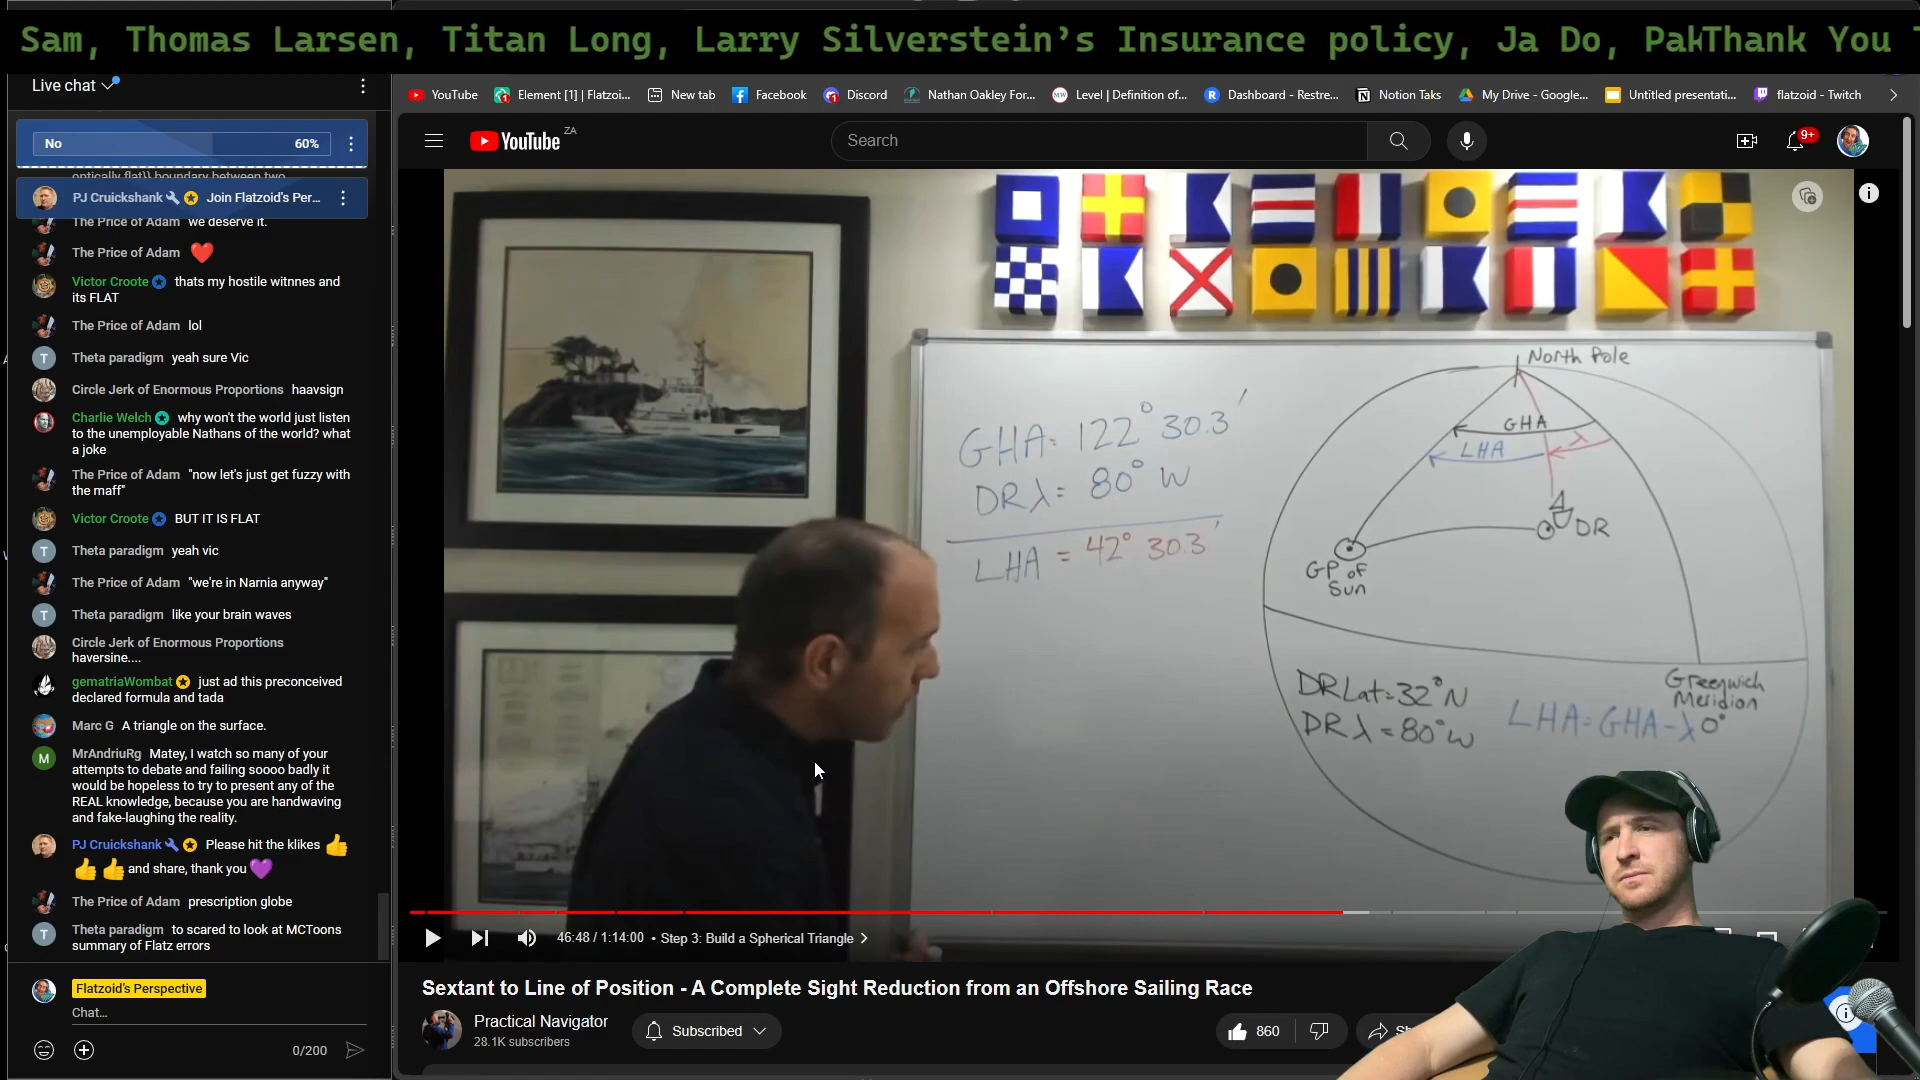 Sam, Thomas Larsen, Titan Long, Larry Silverstein's Insurance policy, Ja Do, Pak
Thank You
Live chat
YouTube
Element [1] | Flatzoi...
New tab
Facebook
Discord
Nathan Oakley For...
Level | Definition of...
Dashboard - Restre...
Notion Taks
My Drive - Google...
Untitled presentati...
flatzoid - Twitch
No 60%
YouTube ZA
Search
9+
optically flat\} boundary between two
PJ Cruickshank Join Flatzoid's Per...
The Price of Adam we deserve it.
The Price of Adam ❤️
Victor Croote thats my hostile witnnes and
its FLAT
The Price of Adam lol
Theta paradigm yeah sure Vic
Circle Jerk of Enormous Proportions haavsign
Charlie Welch why won't the world just listen
to the unemployable Nathans of the world? what
a joke
The Price of Adam "now let's just get fuzzy with
the maff"
Victor Croote BUT IT IS FLAT
Theta paradigm yeah vic
The Price of Adam "we're in Narnia anyway"
Theta paradigm like your brain waves
Circle Jerk of Enormous Proportions
haversine....
gematriaWombat just ad this preconceived
declared formula and tada
Marc G A triangle on the surface.
MrAndriuRg Matey, I watch so many of your
attempts to debate and failing soooo badly it
would be hopeless to try to present any of the
REAL knowledge, because you are handwaving
and fake-laughing the reality.
PJ Cruickshank Please hit the klikes 👍
👍👍 and share, thank you 💜
The Price of Adam prescription globe
Theta paradigm to scared to look at MCToons
summary of Flatz errors
Flatzoid's Perspective
Chat...
0/200
GHA = 122° 30.3'
DR λ = 80° W
LHA = 42° 30.3'
North Pole
GHA
LHA
λ
DR
GP of
Sun
Greenwich
Meridian
0°
DR Lat = 32° N
DR λ = 80° W
LHA = GHA - λ
46:48 / 1:14:00 • Step 3: Build a Spherical Triangle
Sextant to Line of Position - A Complete Sight Reduction from an Offshore Sailing Race
Practical Navigator
28.1K subscribers
Subscribed
860